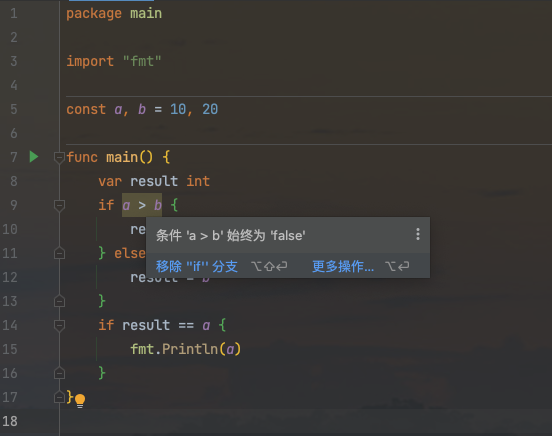 1 package main
2
3 import "fmt"
4
5 const a, b = 10, 20
6
7 func main() {
8 var result int
9 if a > b {
10 re
条件 'a > b' 始终为 'false'
11 } else
移除 "if" 分支 ⌥⇧⏎ 更多操作... ⌥⏎
12 result = b
13 }
14 if result == a {
15 fmt.Println(a)
16 }
17 }
18